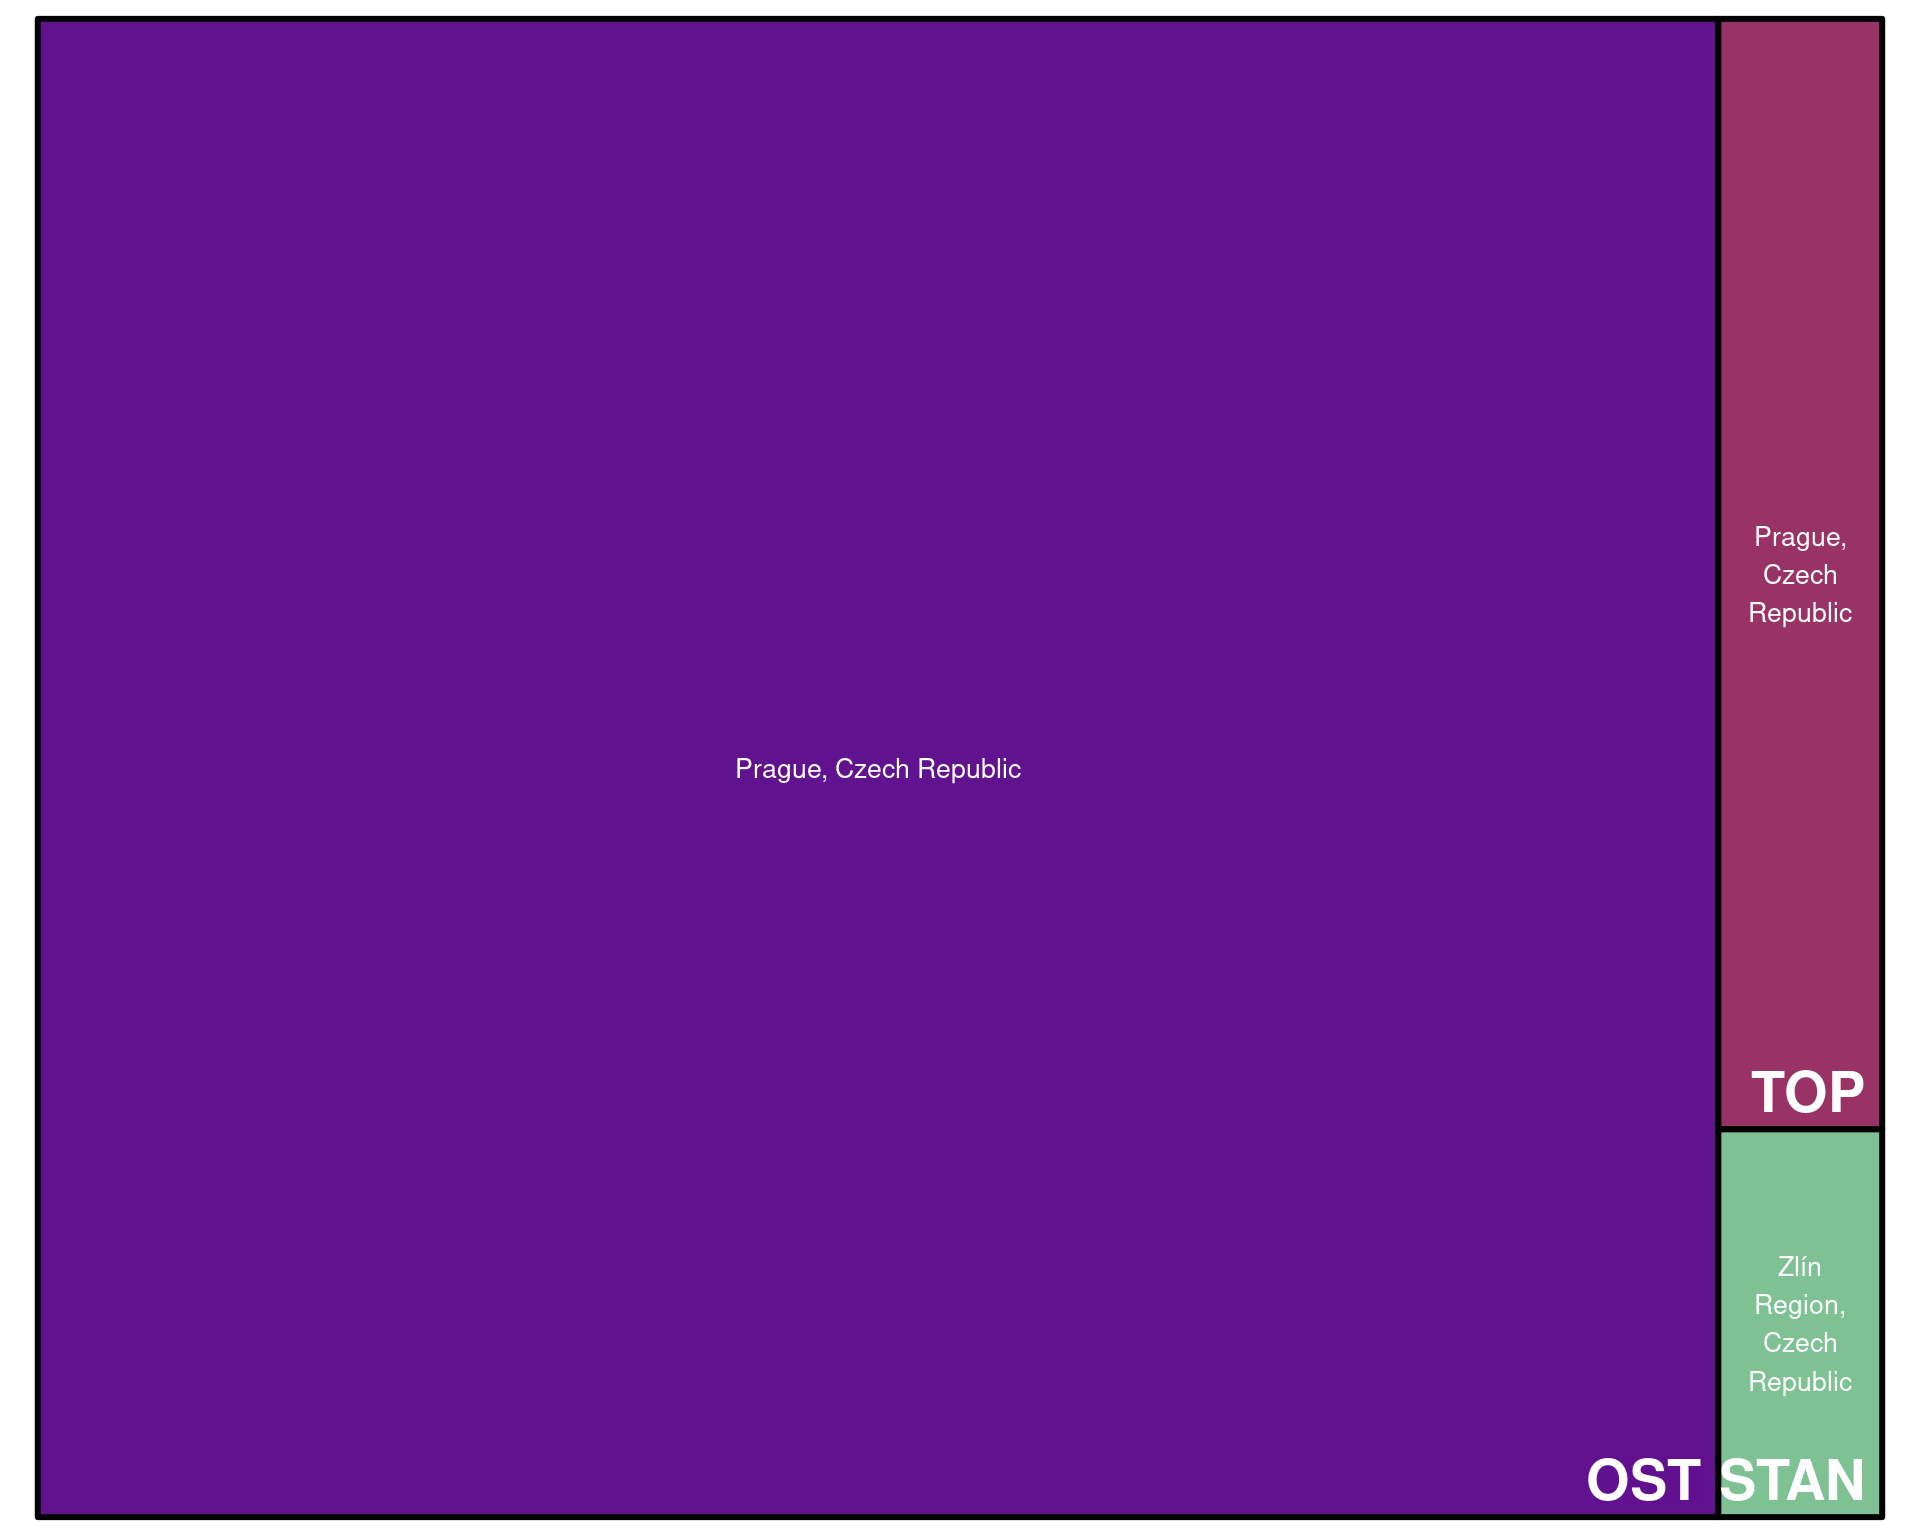 Prague, Czech Republic
OST
Prague,
Czech
Republic
TOP
Zlín
Region,
Czech
Republic
STAN